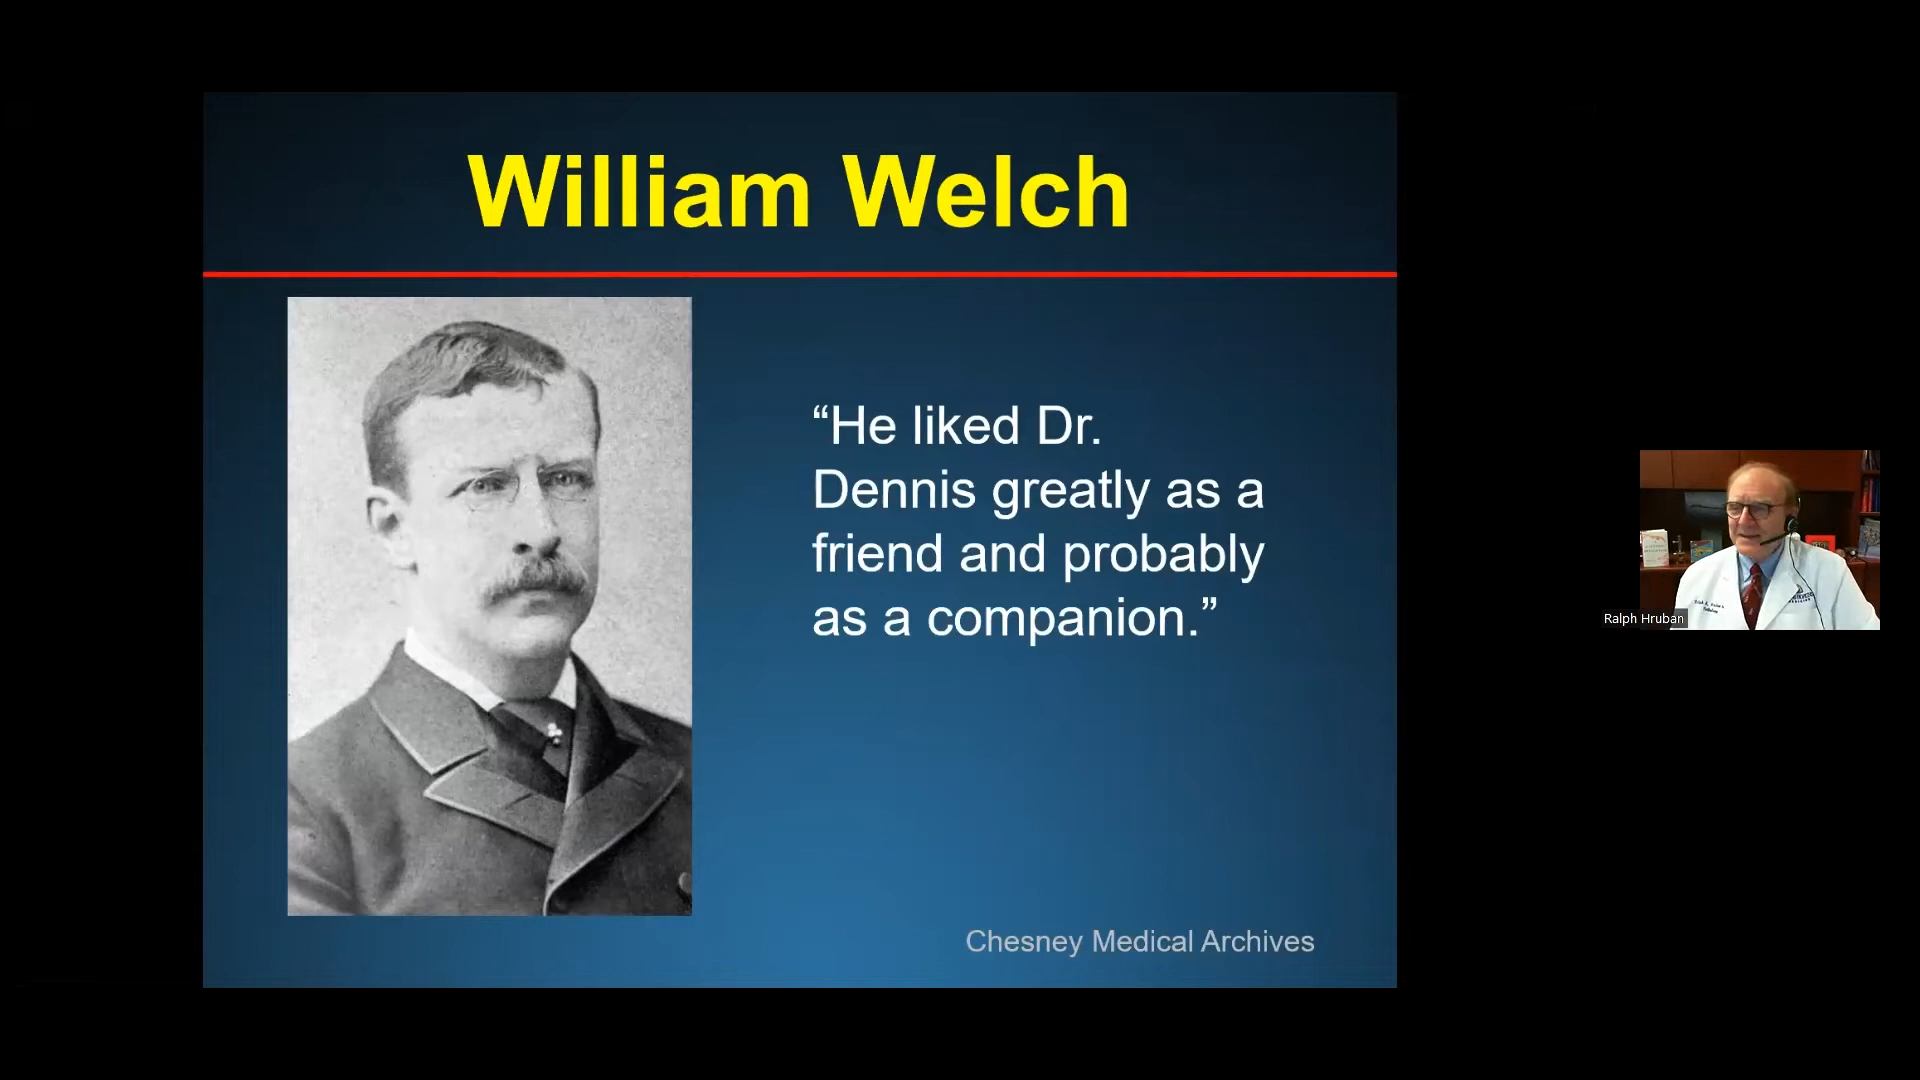 William Welch
“He liked Dr.
Dennis greatly as a
friend and probably
as a companion.”
Chesney Medical Archives
Ralph Hruban